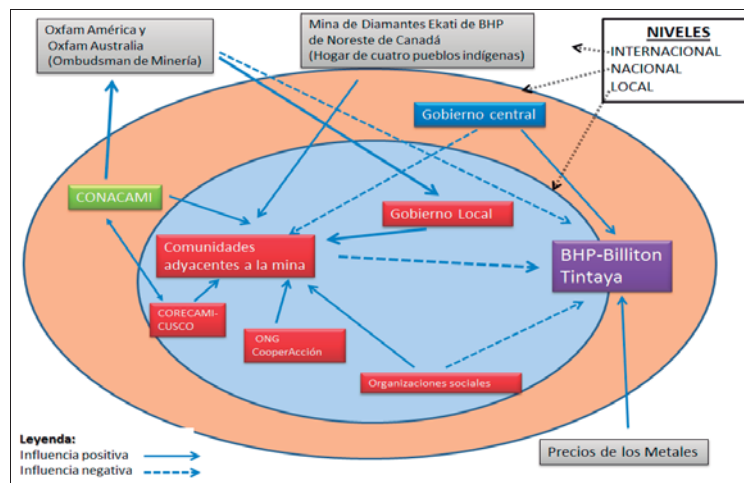 Oxfam América y
Oxfam Australia
(Ombudsman de Minería)
Mina de Diamantes Ekati de BHP
de Noreste de Canadá
(Hogar de cuatro pueblos indígenas)
NIVELES
INTERNACIONAL
NACIONAL
LOCAL
Gobierno central
CONACAMI
Gobierno Local
Comunidades
adyacentes a la mina
BHP-Billiton
Tintaya
CORECAMI-
CUSCO
ONG
CooperAcción
Organizaciones sociales
Leyenda:
Influencia positiva
Influencia negativa
Precios de los Metales